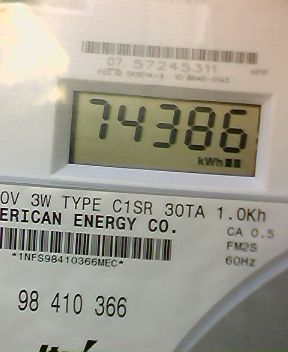 07 57245311
HPP
74386
kWh
0V 3W TYPE C1SR 30TA 1.0Kh
ERICAN ENERGY CO.
CA 0.5
FM2S
*1NFS98410366MEC*
60Hz
98 410 366